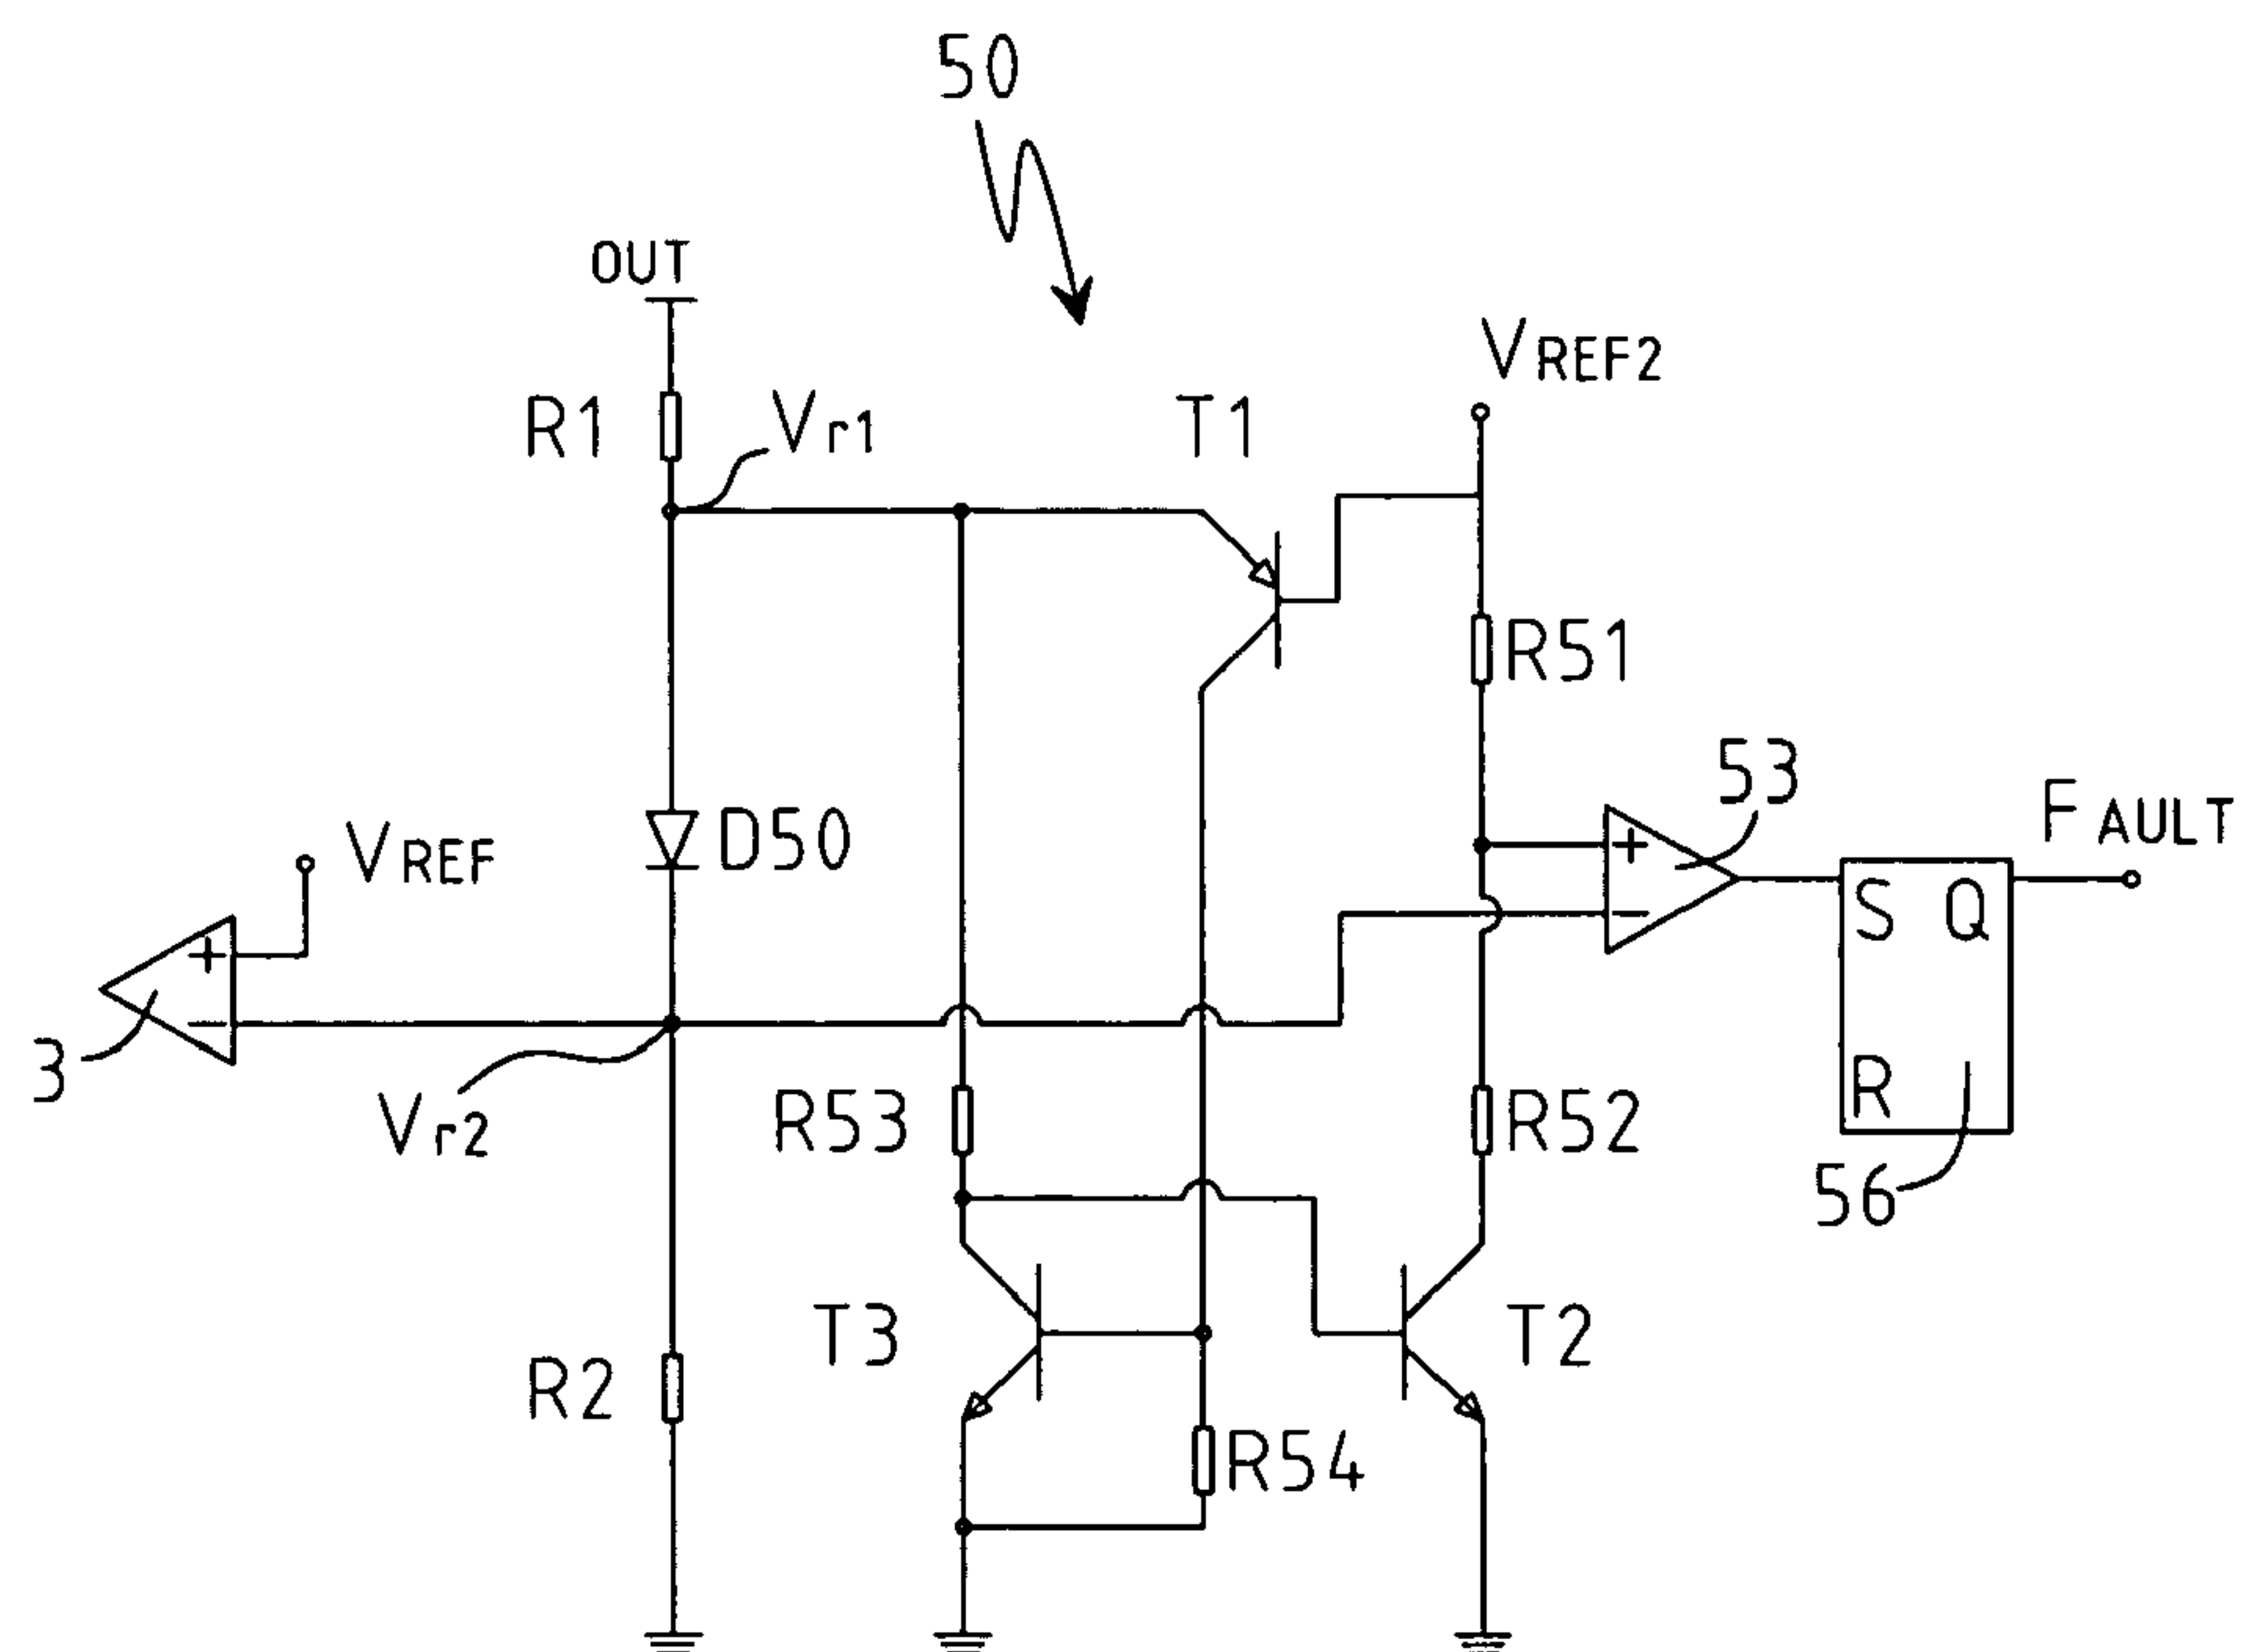 50
OUT
VREF2
R1
Vr1
T1
R51
53
FAULT
VREF
D50
+
S Q
−
+
−
3
R
Vr2
R53
R52
56
T3
T2
R2
R54